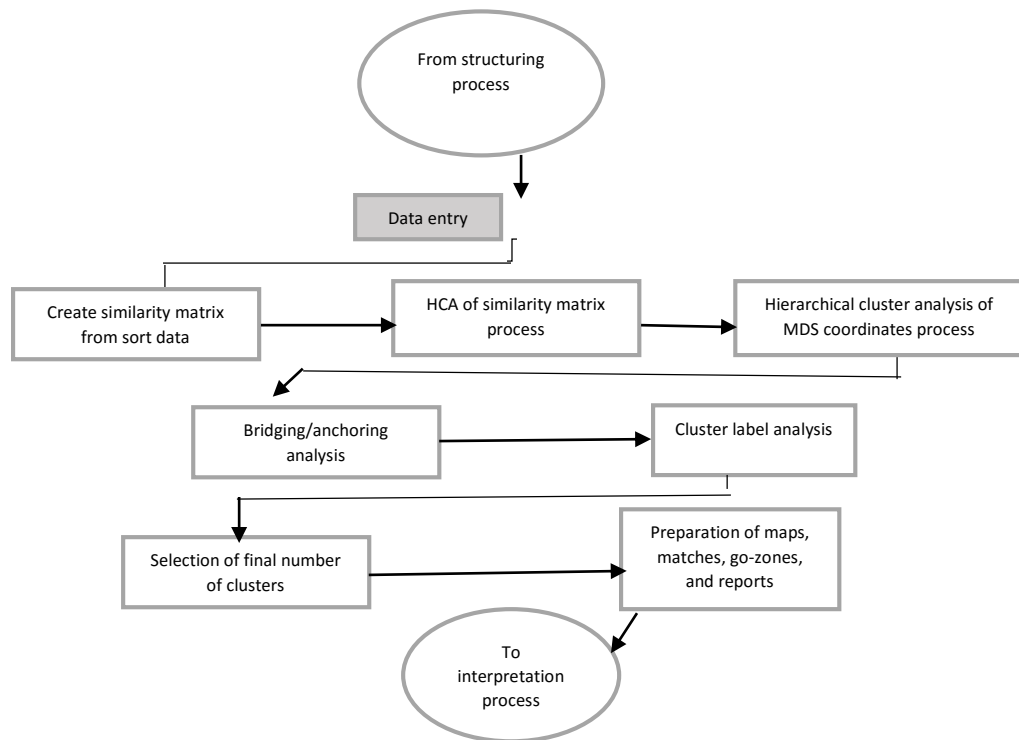 From structuring
process
Data entry
Create similarity matrix
from sort data
HCA of similarity matrix
process
Hierarchical cluster analysis of
MDS coordinates process
Bridging/anchoring
analysis
Cluster label analysis
Selection of final number
of clusters
Preparation of maps,
matches, go-zones,
and reports
To
interpretation
process